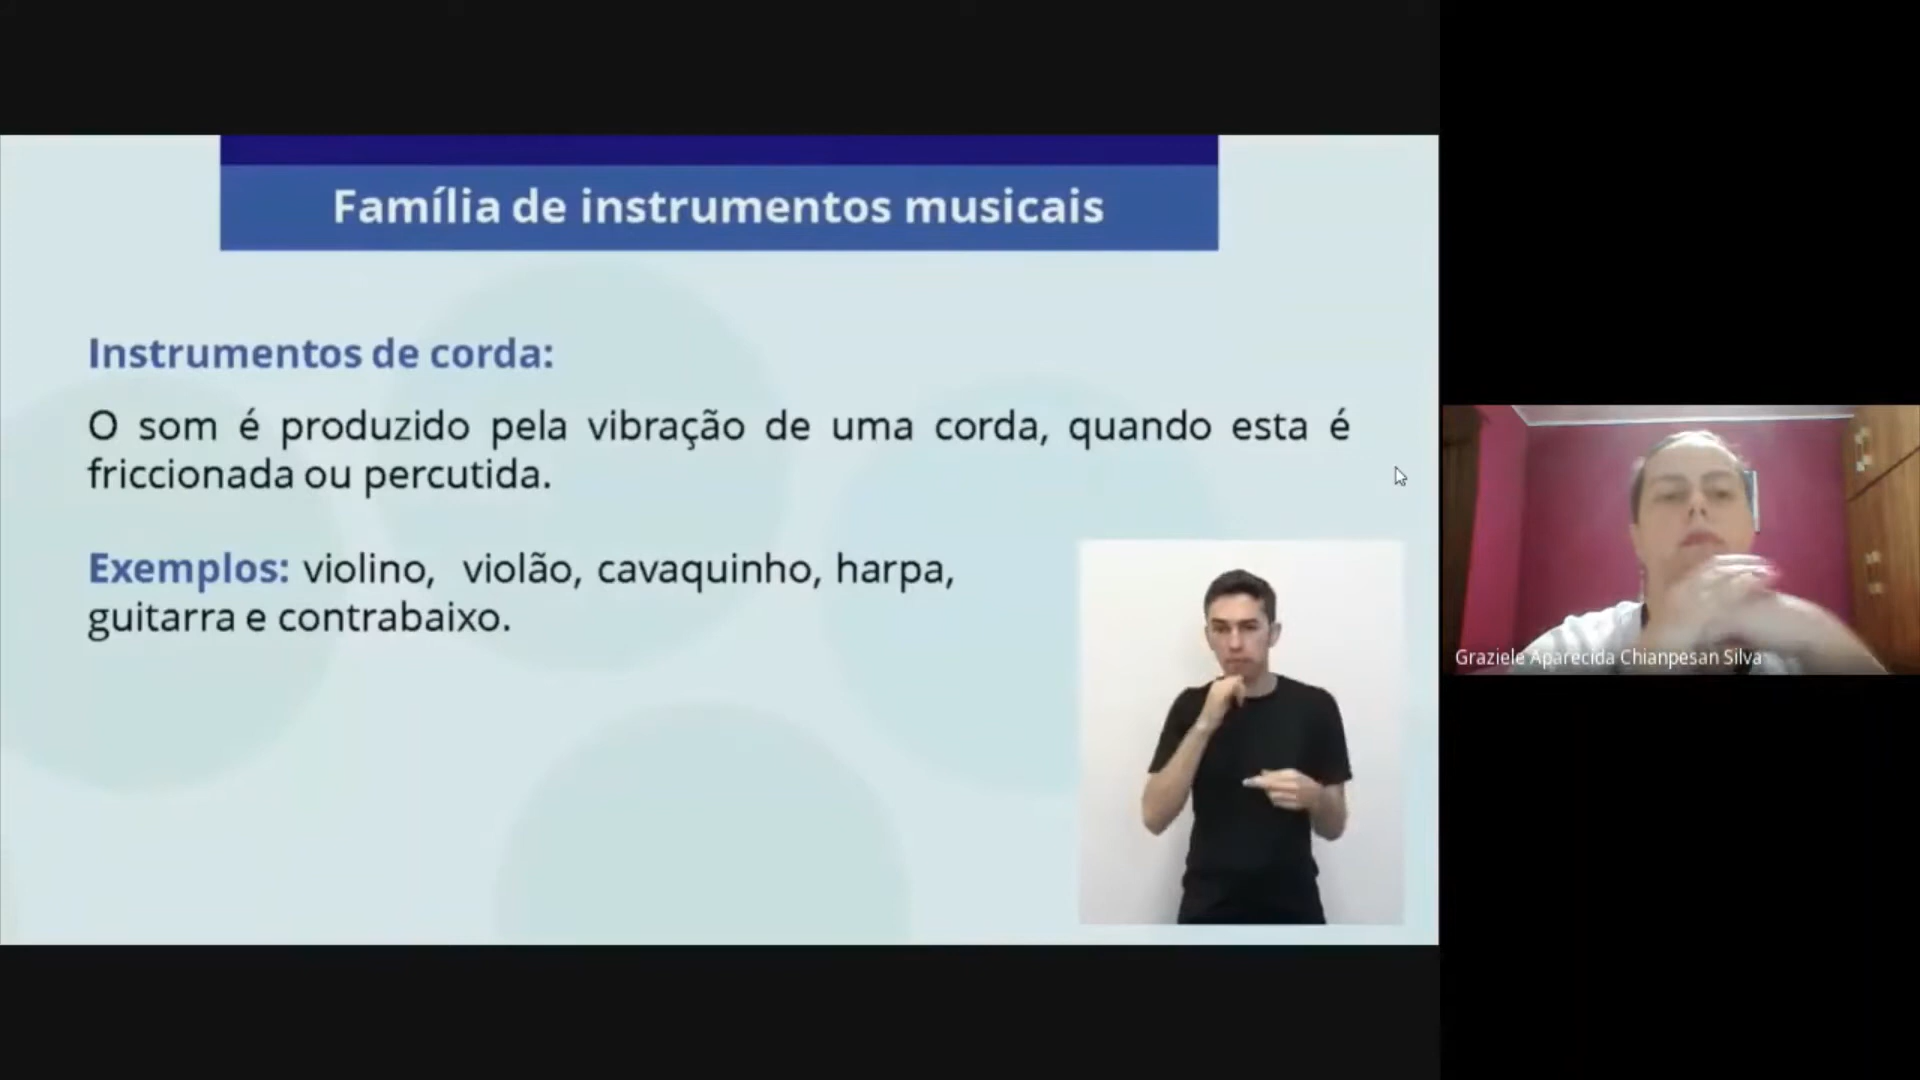 Família de instrumentos musicais
Instrumentos de corda:
O som é produzido pela vibração de uma corda, quando esta é
friccionada ou percutida.
Exemplos: violino, violão, cavaquinho, harpa,
guitarra e contrabaixo.
Graziele Aparecida Chianpesan Silva